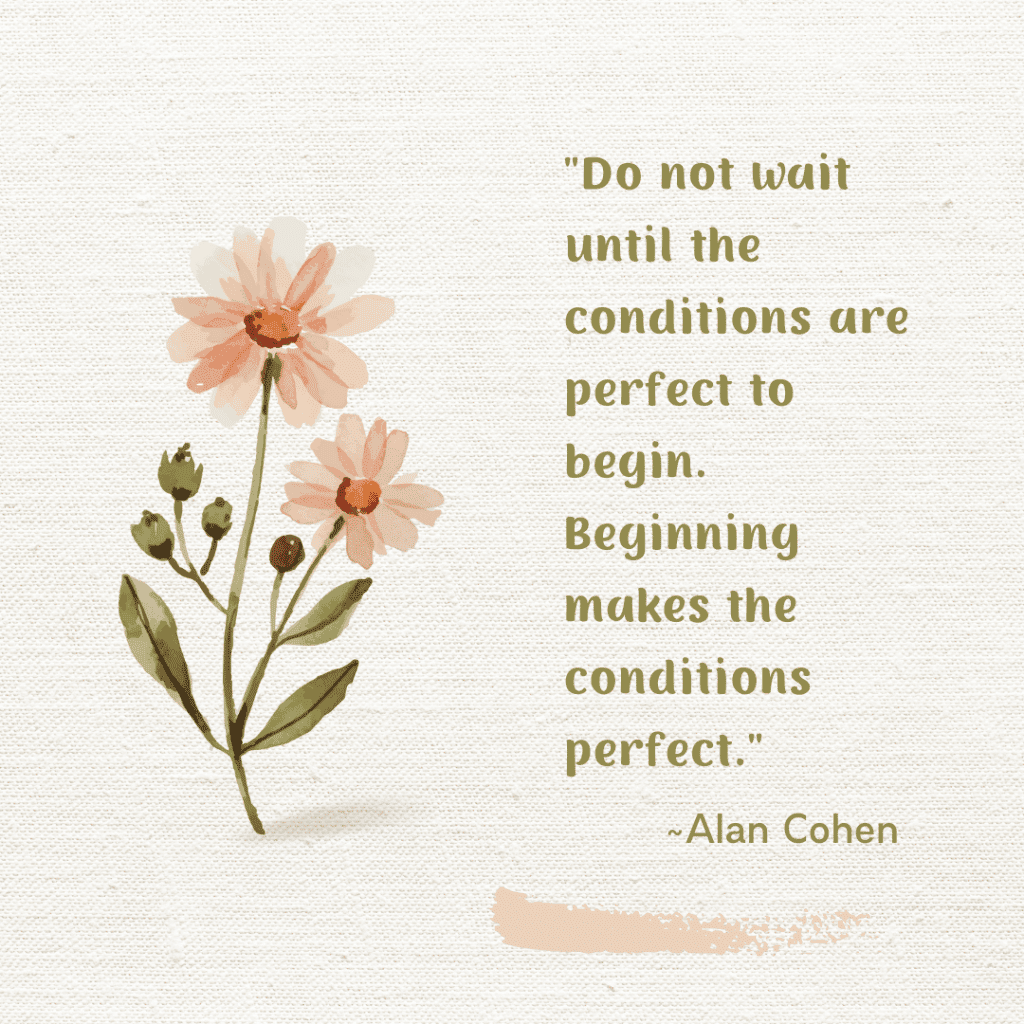 "Do not wait
until the
conditions are
perfect to
begin.
Beginning
makes the
conditions
perfect."
~Alan Cohen